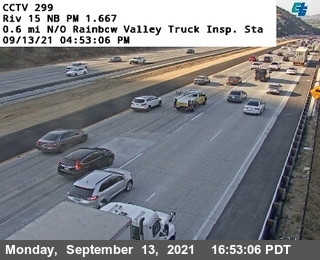 CCTV 299
Riv 15 NB PM 1.667
0.6 mi N/O Rainbow Valley Truck Insp. Sta
09/13/21 04:53:06 PM
Monday, September 13, 2021 16:53:06 PDT